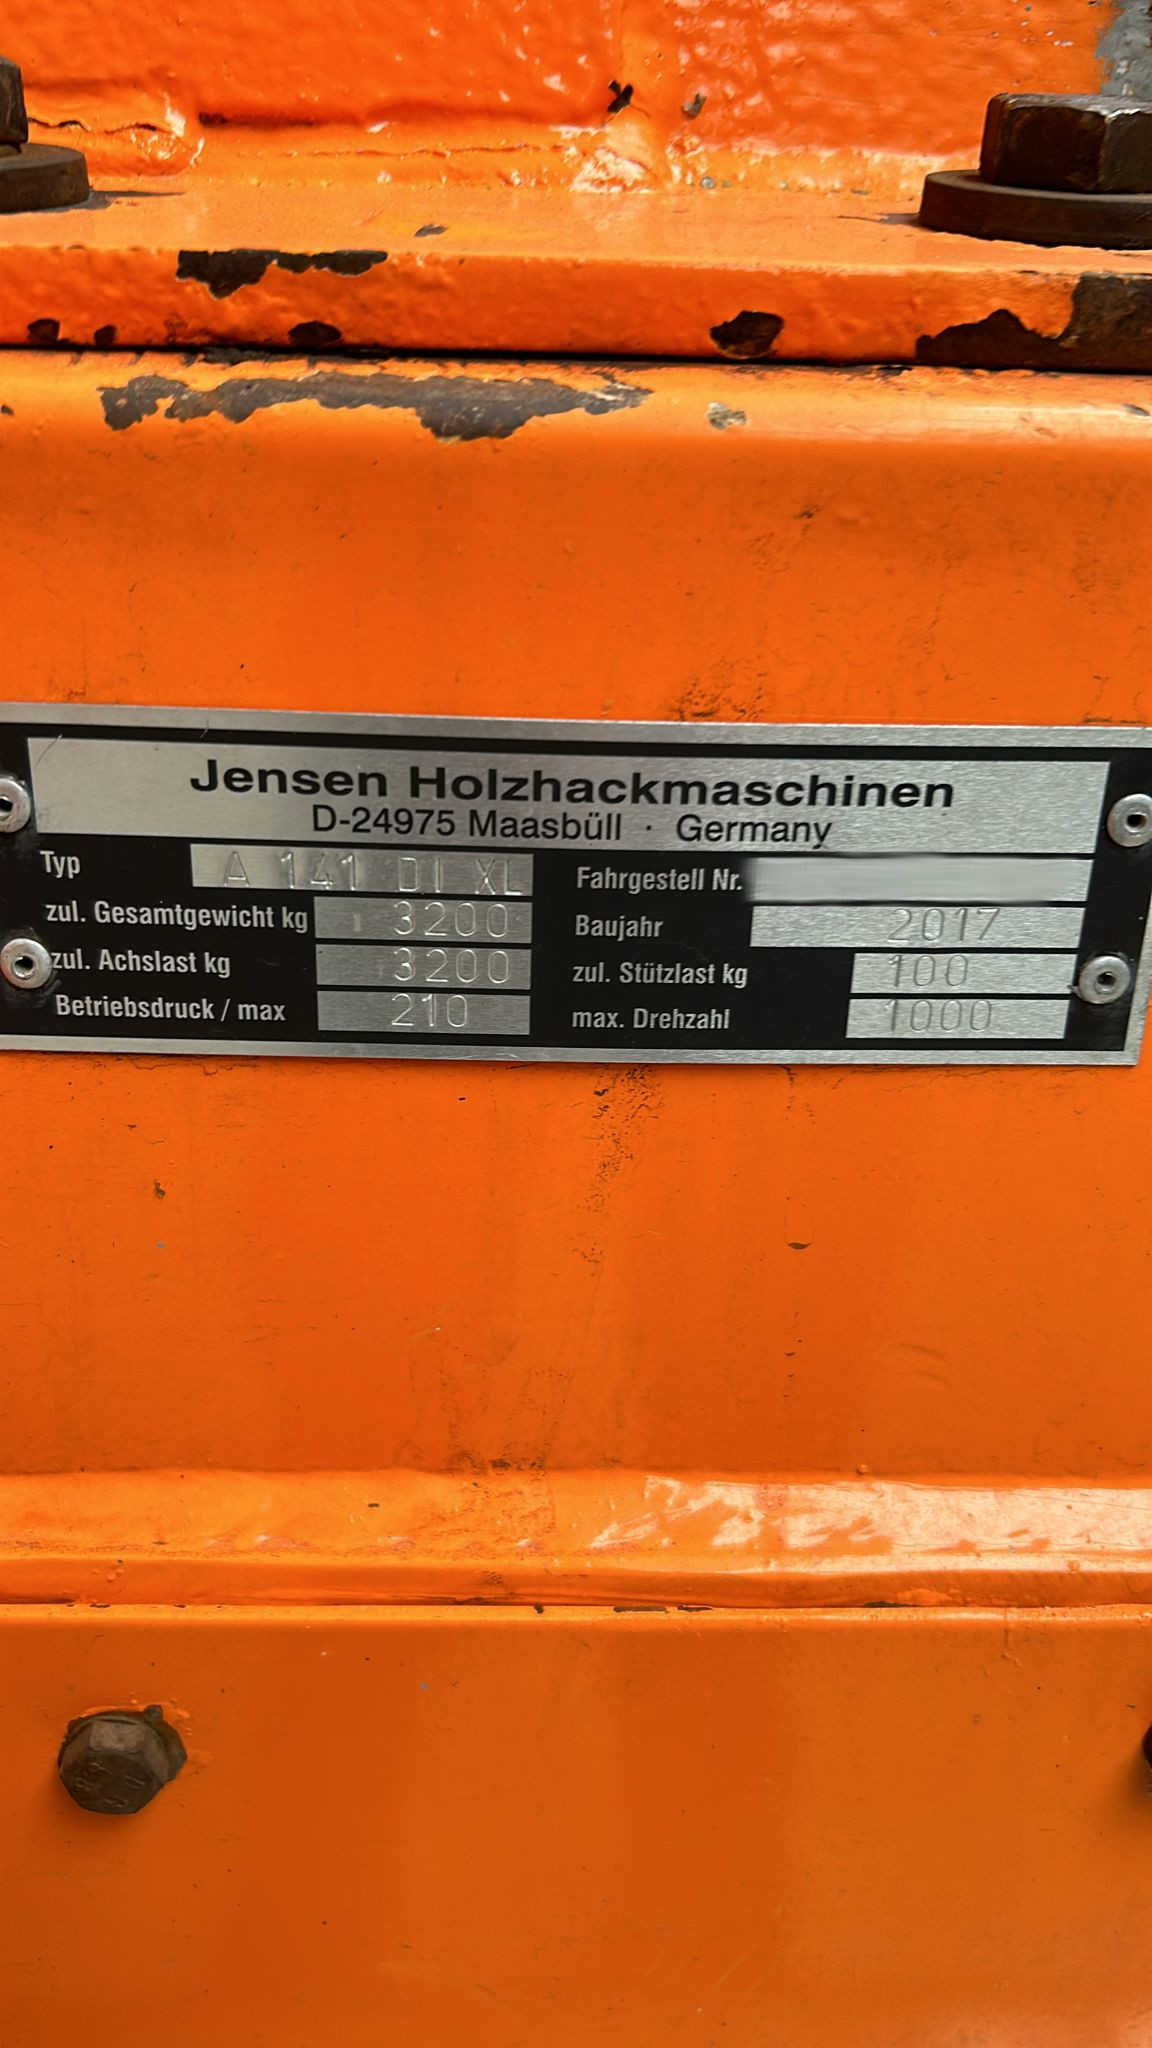 Jensen Holzhackmaschinen
D-24975 Maasbüll · Germany
Typ A 141 DI XL
Fahrgestell Nr.
zul. Gesamtgewicht kg 3200
Baujahr 2017
zul. Achslast kg 3200
zul. Stützlast kg 100
Betriebsdruck / max 210
max. Drehzahl 1000